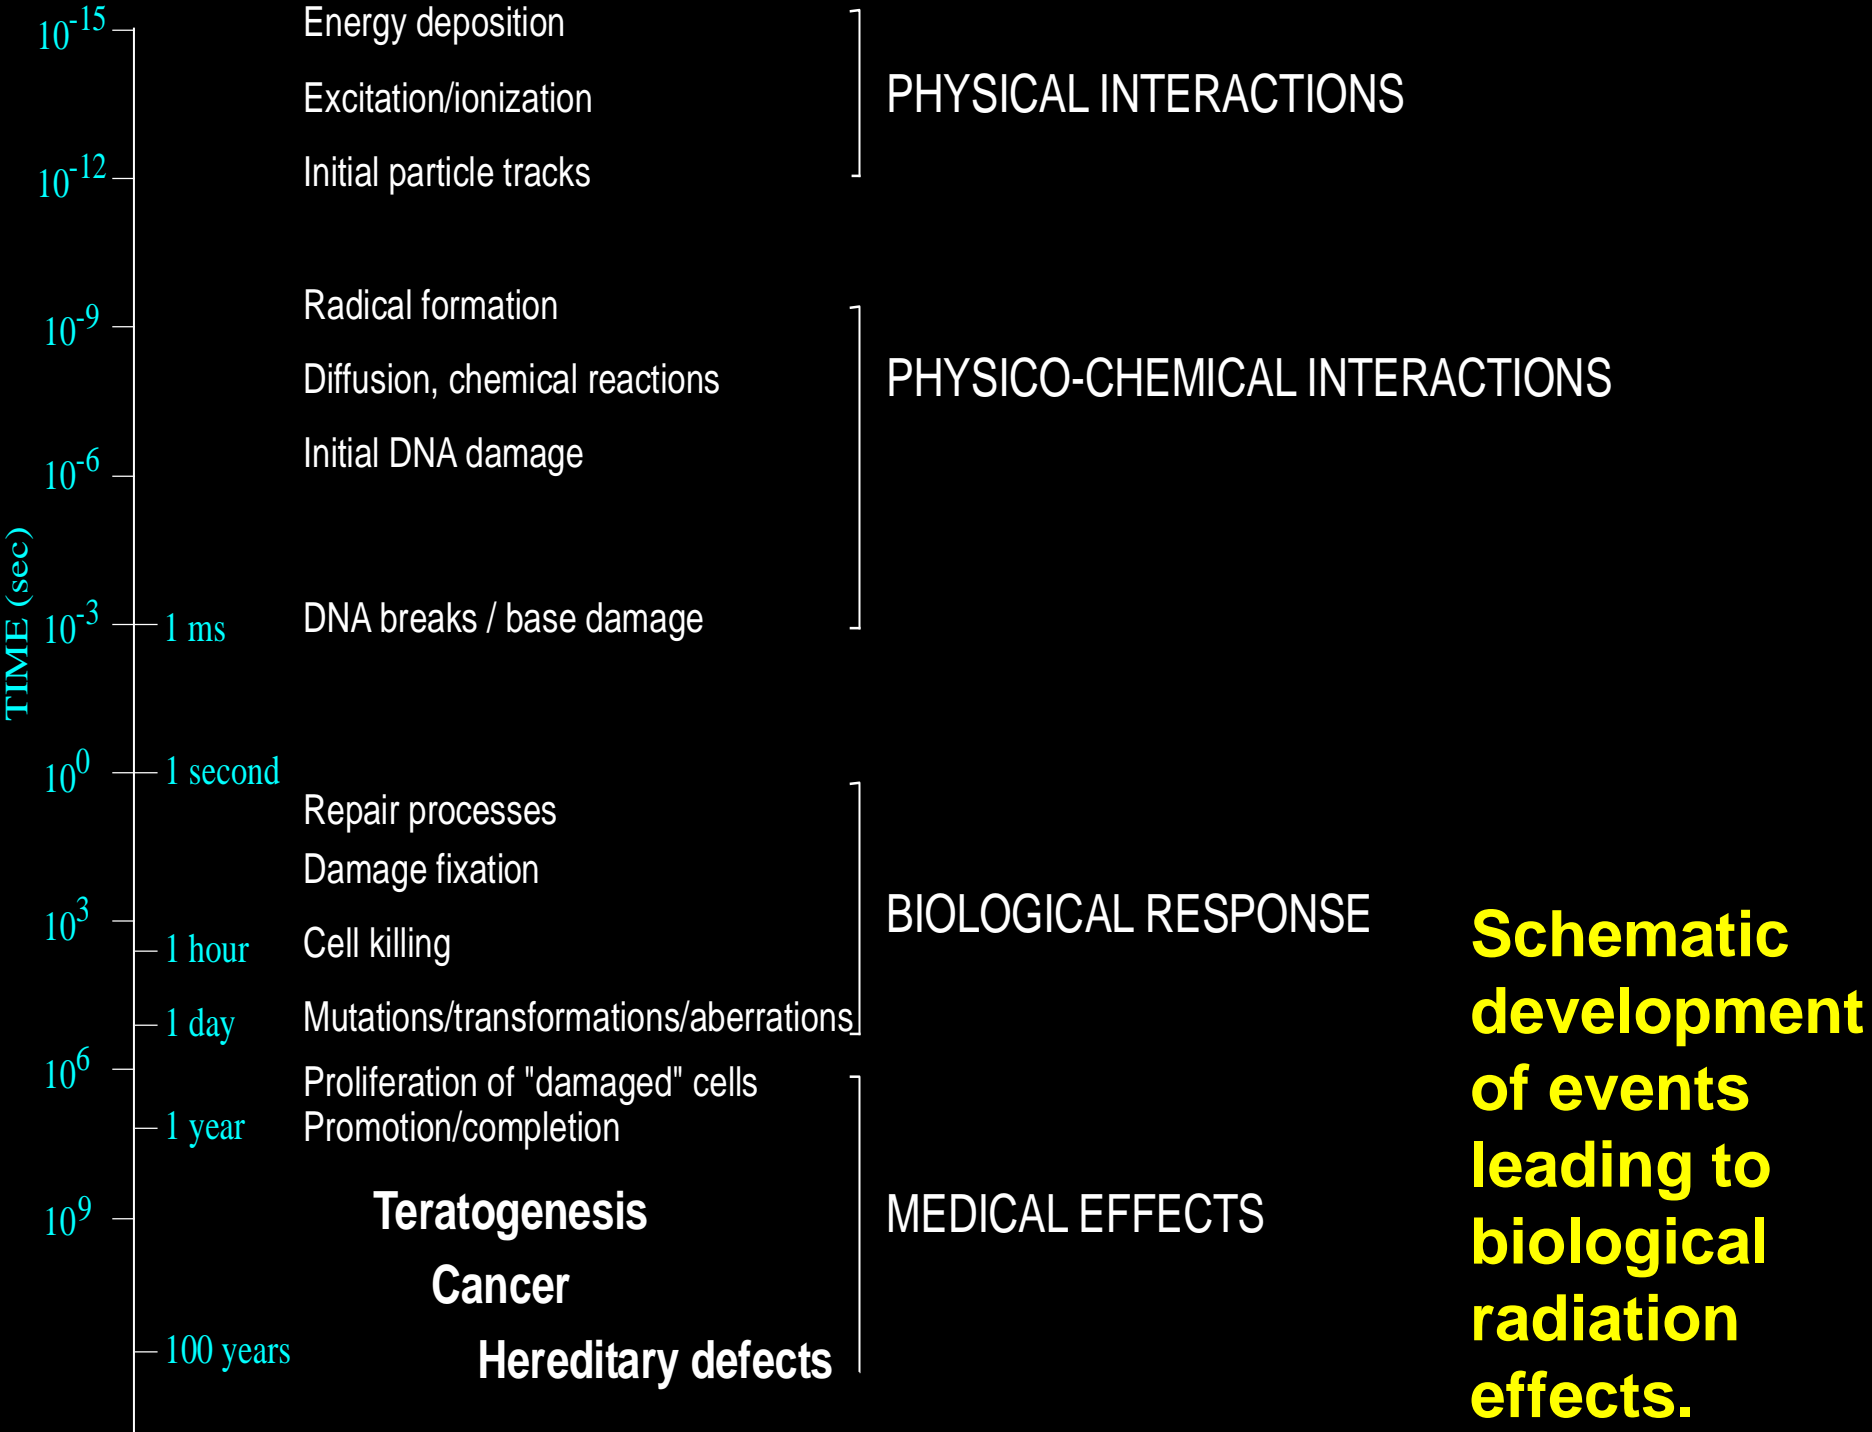 10-15
Energy deposition
Excitation/ionization
PHYSICAL INTERACTIONS
10-12
Initial particle tracks
Radical formation
10-9
Diffusion, chemical reactions
PHYSICO-CHEMICAL INTERACTIONS
Initial DNA damage
10-6
TIME (sec)
10-3
1 ms
DNA breaks / base damage
100
1 second
Repair processes
Damage fixation
103
BIOLOGICAL RESPONSE
1 hour
Cell killing
1 day
Mutations/transformations/aberrations
106
Proliferation of "damaged" cells
1 year
Promotion/completion
Teratogenesis
109
MEDICAL EFFECTS
Cancer
100 years
Hereditary defects
Schematic
development
of events
leading to
biological
radiation
effects.